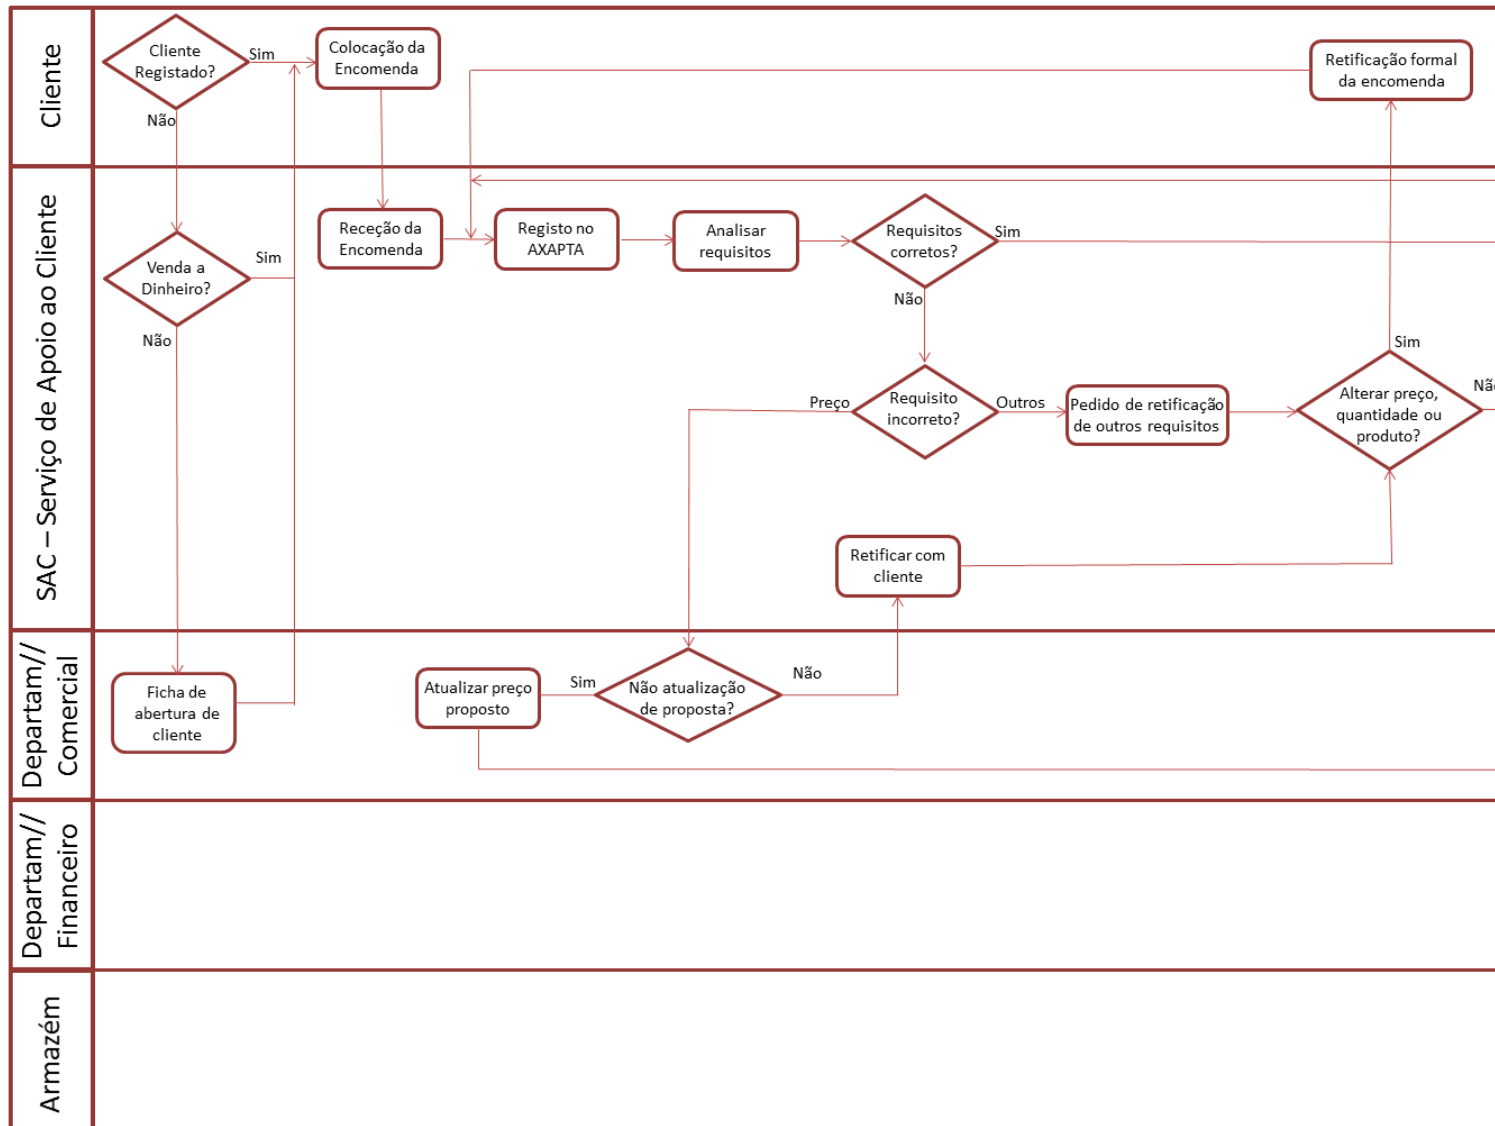 Cliente
Cliente
Registado?
Sim
Não
Colocação da
Encomenda
Retificação formal
da encomenda
SAC – Serviço de Apoio ao Cliente
Venda a
Dinheiro?
Sim
Não
Receção da
Encomenda
Registo no
AXAPTA
Analisar
requisitos
Requisitos
corretos?
Sim
Não
Preço
Requisito
incorreto?
Outros
Pedido de retificação
de outros requisitos
Alterar preço,
quantidade ou
produto?
Sim
Não
Retificar com
cliente
Departam//
Comercial
Ficha de
abertura de
cliente
Atualizar preço
proposto
Sim
Não atualização
de proposta?
Não
Departam//
Financeiro
Armazém